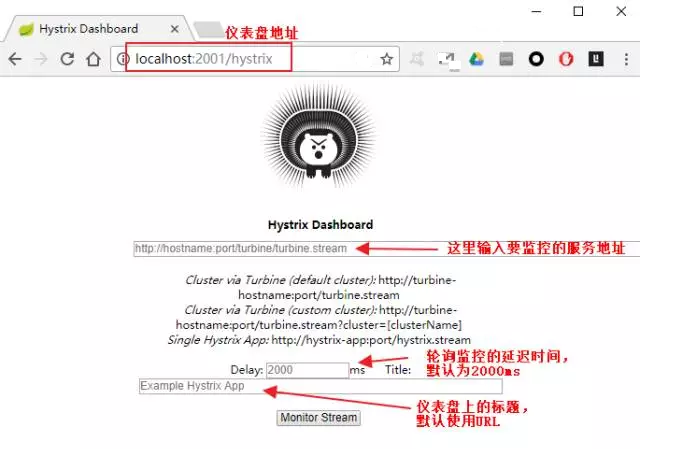 Hystrix Dashboard
仪表盘地址
localhost:2001/hystrix
Hystrix Dashboard
http://hostname:port/turbine/turbine.stream
这里输入要监控的服务地址
Cluster via Turbine (default cluster): http://turbine-
hostname:port/turbine.stream
Cluster via Turbine (custom cluster): http://turbine-
hostname:port/turbine.stream?cluster=[clusterName]
Single Hystrix App: http://hystrix-app:port/hystrix.stream
Delay: 2000 ms Title:
轮询监控的延迟时间，
默认为2000ms
Example Hystrix App
仪表盘上的标题，
默认使用URL
Monitor Stream